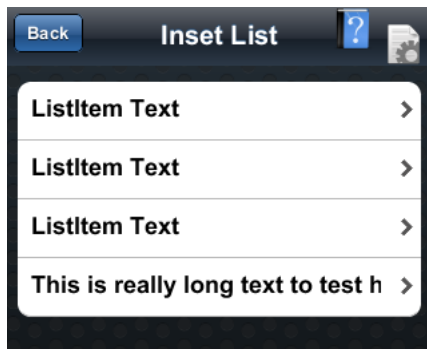 Back
Inset List
?
ListItem Text
ListItem Text
ListItem Text
This is really long text to test h